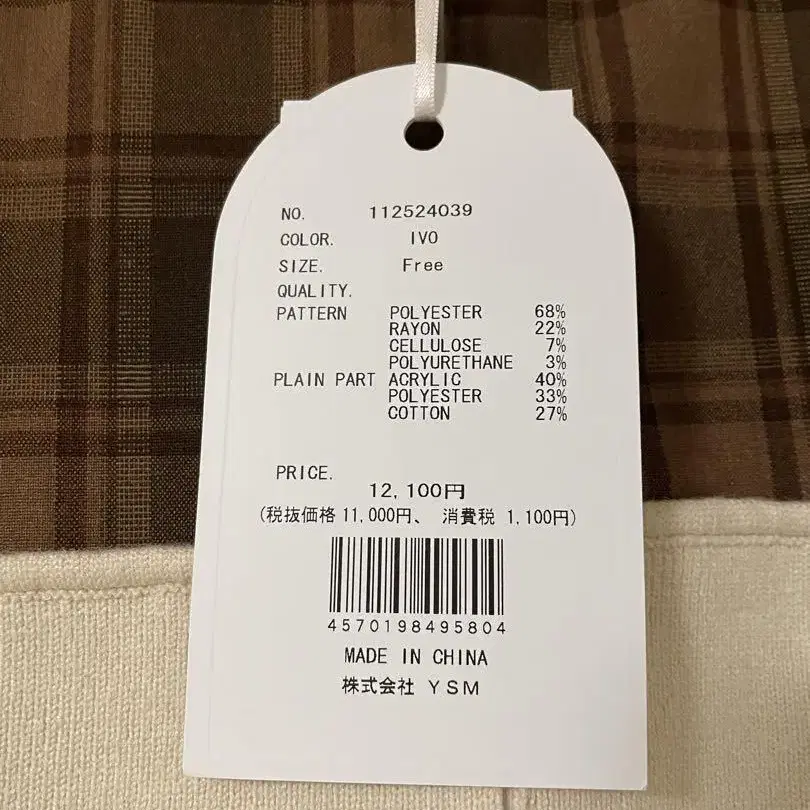 NO. 112524039
COLOR. IVO
SIZE. Free
QUALITY.
PATTERN POLYESTER 68%
RAYON 22%
CELLULOSE 7%
POLYURETHANE 3%
PLAIN PART ACRYLIC 40%
POLYESTER 33%
COTTON 27%
PRICE.
12,100円
(税抜価格 11,000円、 消費税 1,100円)
4570198495804
MADE IN CHINA
株式会社 YSM